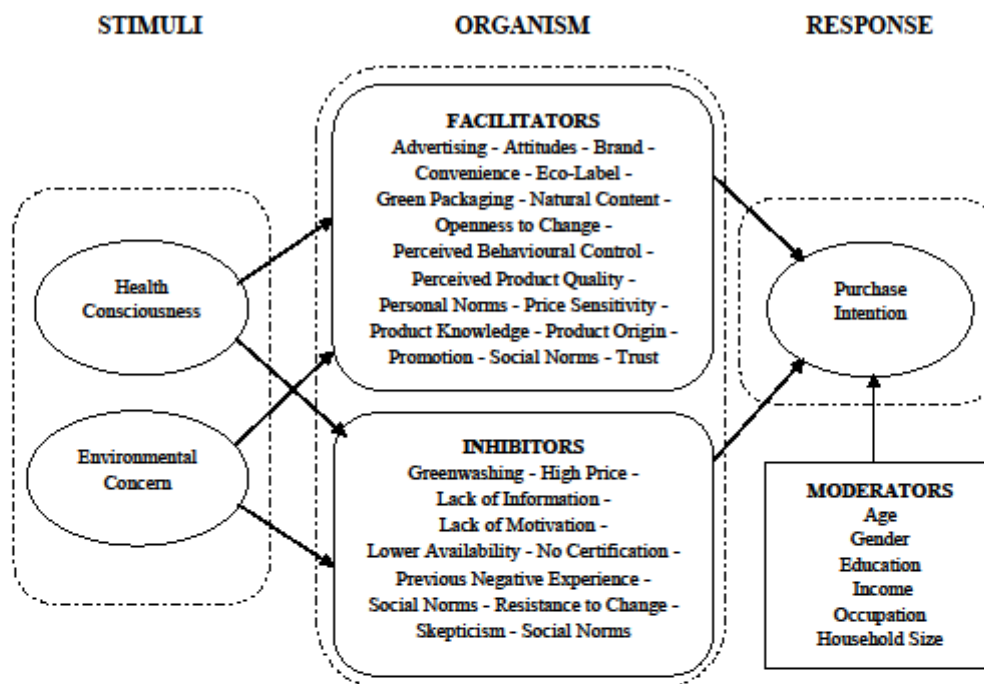 STIMULI
ORGANISM
RESPONSE
Health
Consciousness
Environmental
Concern
FACILITATORS
Advertising - Attitudes - Brand -
Convenience - Eco-Label -
Green Packaging - Natural Content -
Openness to Change -
Perceived Behavioural Control -
Perceived Product Quality -
Personal Norms - Price Sensitivity -
Product Knowledge - Product Origin -
Promotion - Social Norms - Trust
INHIBITORS
Greenwashing - High Price -
Lack of Information -
Lack of Motivation -
Lower Availability - No Certification -
Previous Negative Experience -
Social Norms - Resistance to Change -
Skepticism - Social Norms
Purchase
Intention
MODERATORS
Age
Gender
Education
Income
Occupation
Household Size